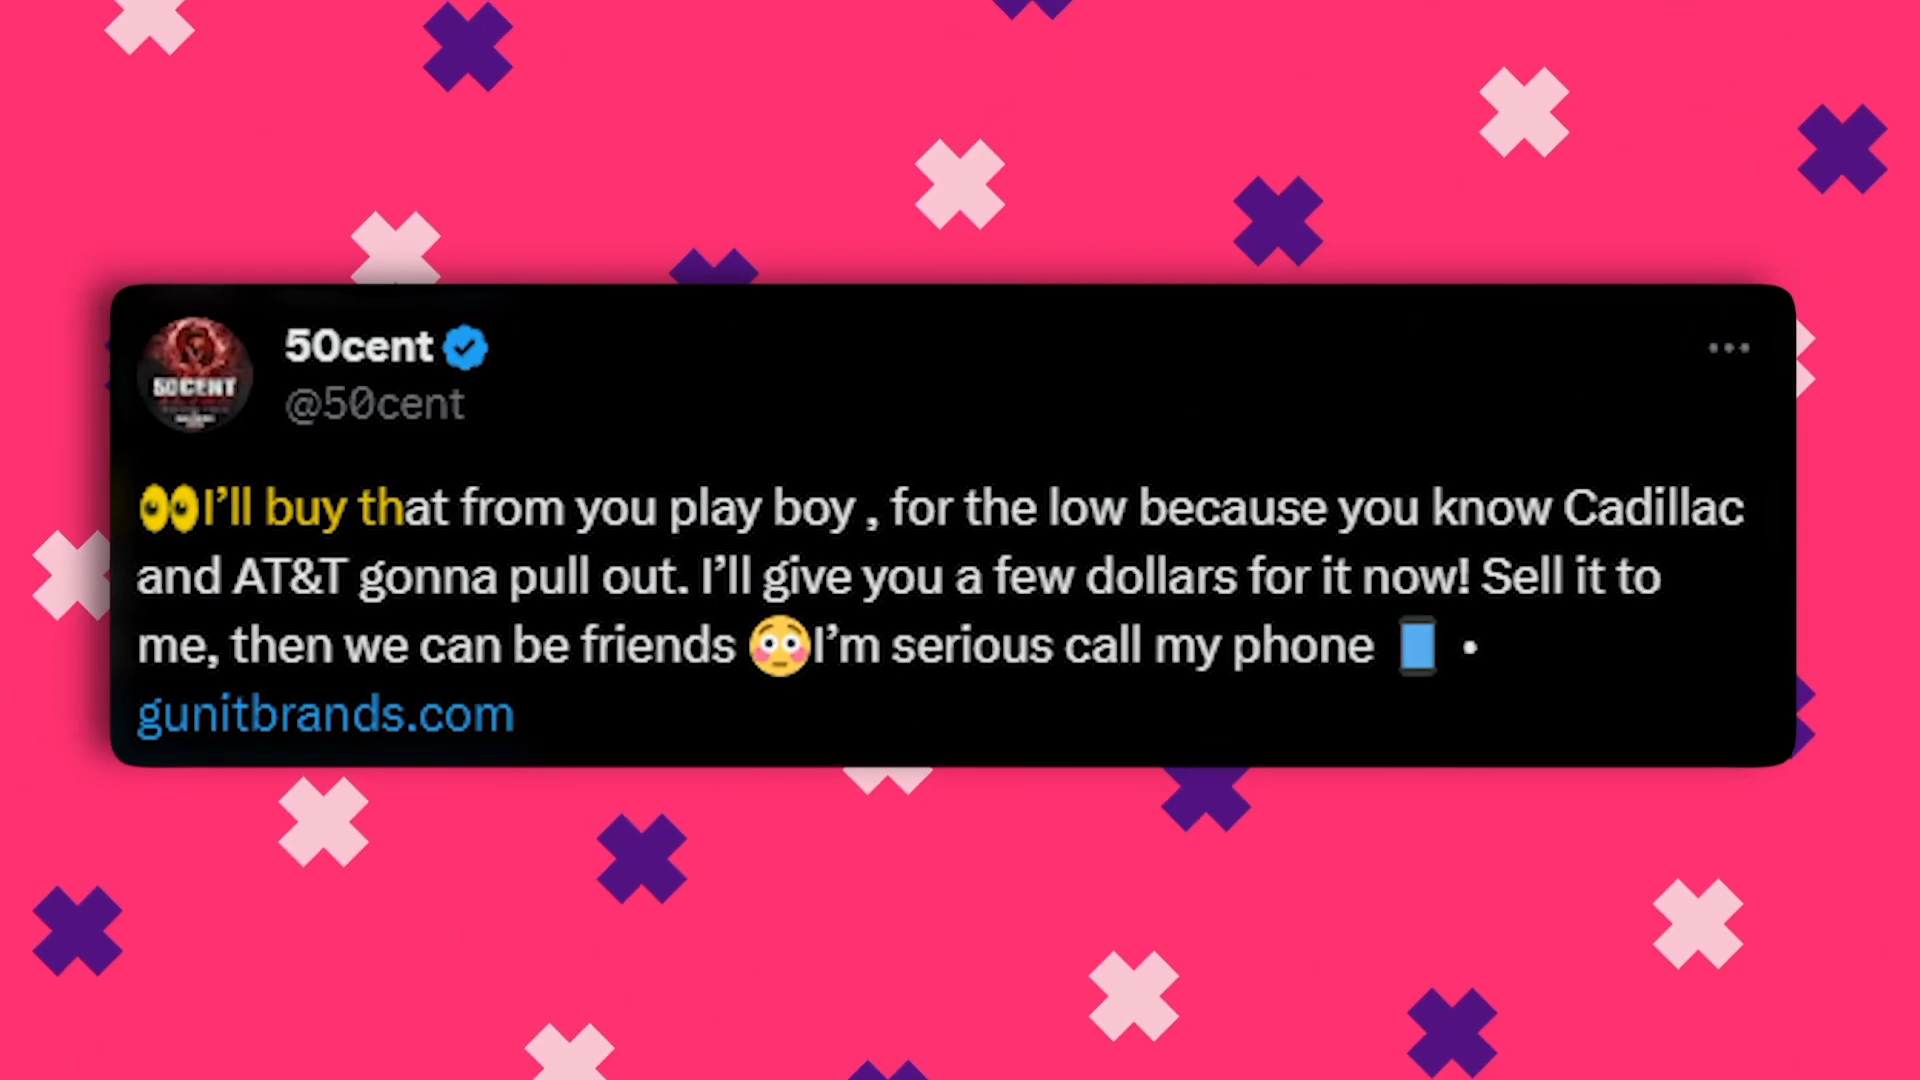 50cent
@50cent
50CENT
👀I’ll buy that from you play boy , for the low because you know Cadillac
and AT&T gonna pull out. I’ll give you a few dollars for it now! Sell it to
me, then we can be friends 😳I’m serious call my phone 📱 •
gunitbrands.com